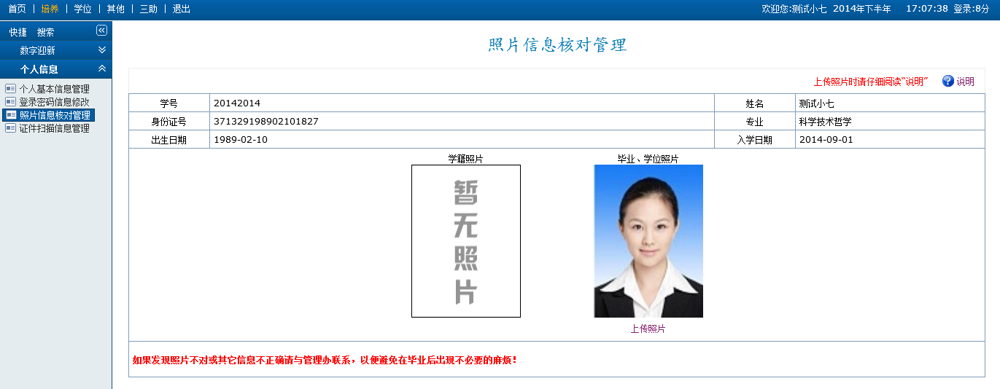 首页 | 培养 | 学位 | 其他 | 三助 | 退出 欢迎您:测试小七 2014年下半年 17:07:38 登录:8分
快捷 搜索
数字迎新
个人信息
个人基本信息管理
登录密码信息修改
照片信息核对管理
证件扫描信息管理
照片信息核对管理
上传照片时请仔细阅读“说明” 说明
学号 20142014 姓名 测试小七
身份证号 371329198902101827 专业 科学技术哲学
出生日期 1989-02-10 入学日期 2014-09-01
学籍照片 毕业、学位照片
暂
无
照
片
上传照片
如果发现照片不对或其它信息不正确请与管理办联系，以便避免在毕业后出现不必要的麻烦！